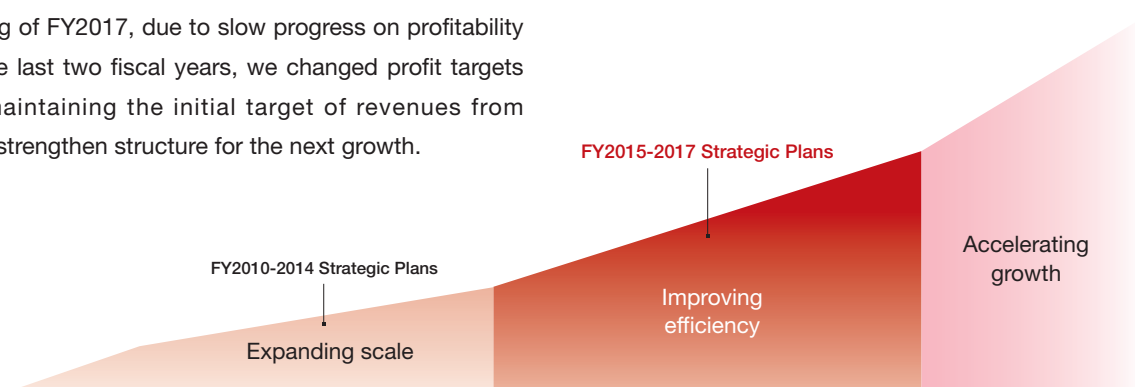 g of FY2017, due to slow progress on profitability
e last two fiscal years, we changed profit targets
naintaining the initial target of revenues from
strengthen structure for the next growth.
FY2015-2017 Strategic Plans
FY2010-2014 Strategic Plans
Accelerating
growth
Improving
efficiency
Expanding scale